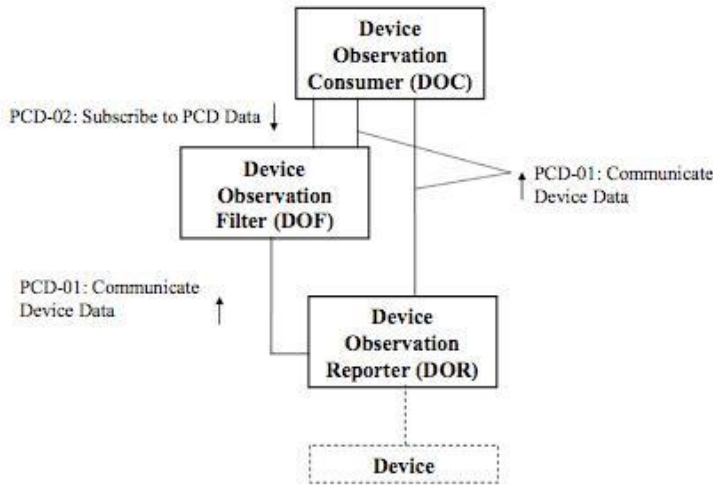 Device
Observation
Consumer (DOC)
PCD-02: Subscribe to PCD Data
Device
Observation
Filter (DOF)
PCD-01: Communicate
Device Data
PCD-01: Communicate
Device Data
Device
Observation
Reporter (DOR)
Device